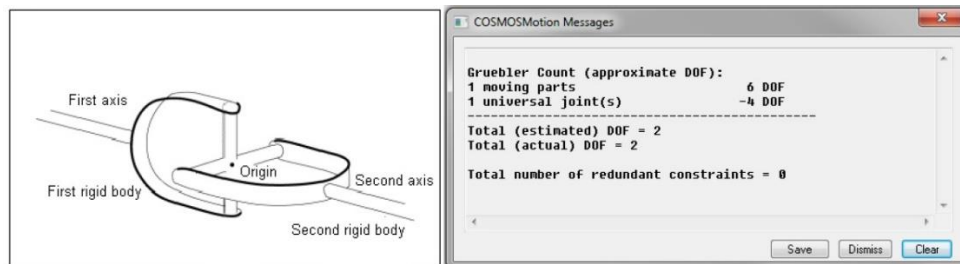 First axis
Origin
Second axis
First rigid body
Second rigid body
COSMOSMotion Messages
Gruebler Count (approximate DOF):
1 moving parts 6 DOF
1 universal joint(s) -4 DOF
-----------------------------------------------
Total (estimated) DOF = 2
Total (actual) DOF = 2
Total number of redundant constraints = 0
Save Dismiss Clear